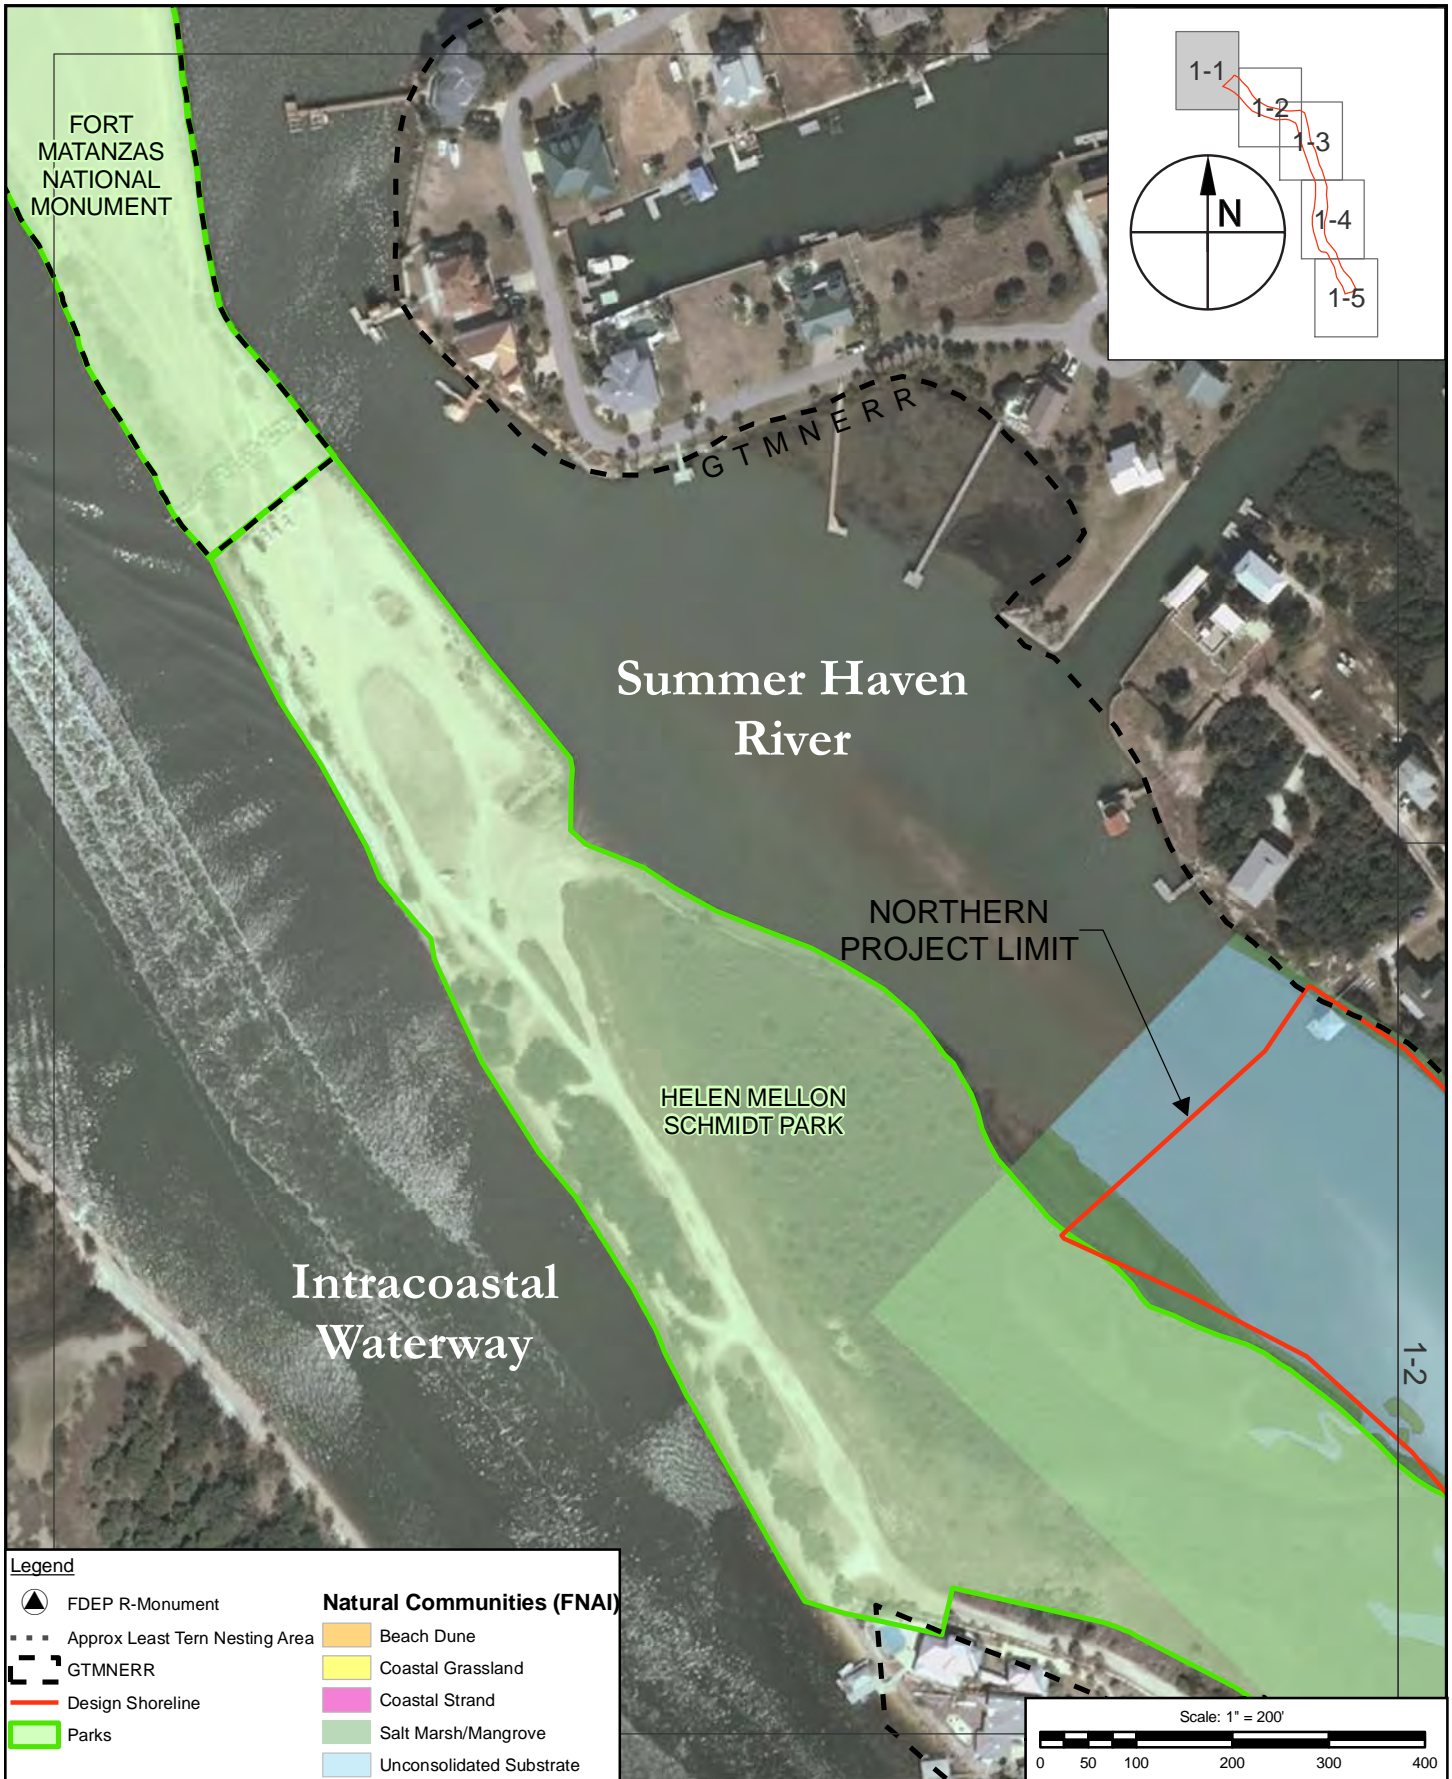 FORT
MATANZAS
NATIONAL
MONUMENT
1-1
1-2
1-3
1-4
1-5
N
GTMNERR
Summer Haven
River
NORTHERN
PROJECT LIMIT
HELEN MELLON
SCHMIDT PARK
Intracoastal
Waterway
1-2
Legend
FDEP R-Monument
Approx Least Tern Nesting Area
GTMNERR
Design Shoreline
Parks
Natural Communities (FNAI)
Beach Dune
Coastal Grassland
Coastal Strand
Salt Marsh/Mangrove
Unconsolidated Substrate
Scale: 1" = 200'
0 50 100 200 300 400